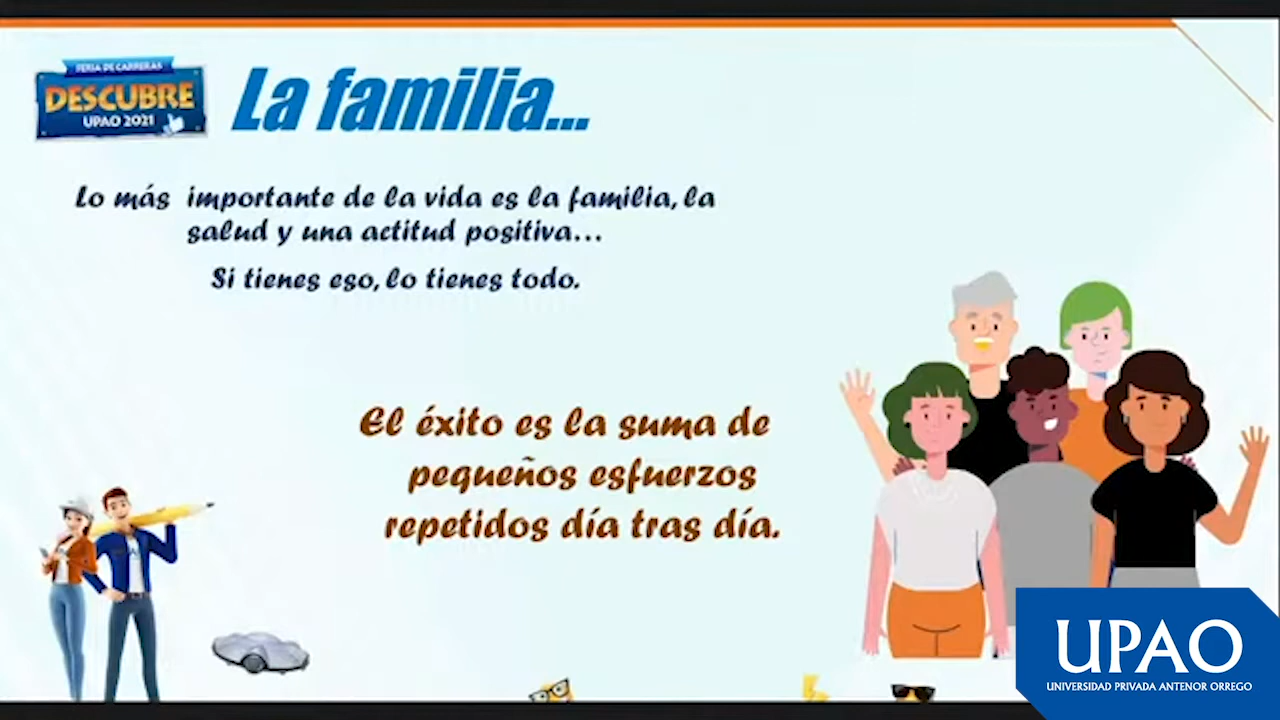 FERIA DE CARRERAS
DESCUBRE
UPAO 2021
La familia...
Lo más importante de la vida es la familia, la
salud y una actitud positiva...
Si tienes eso, lo tienes todo.
El éxito es la suma de
pequeños esfuerzos
repetidos día tras día.
UPAO
UNIVERSIDAD PRIVADA ANTENOR ORREGO